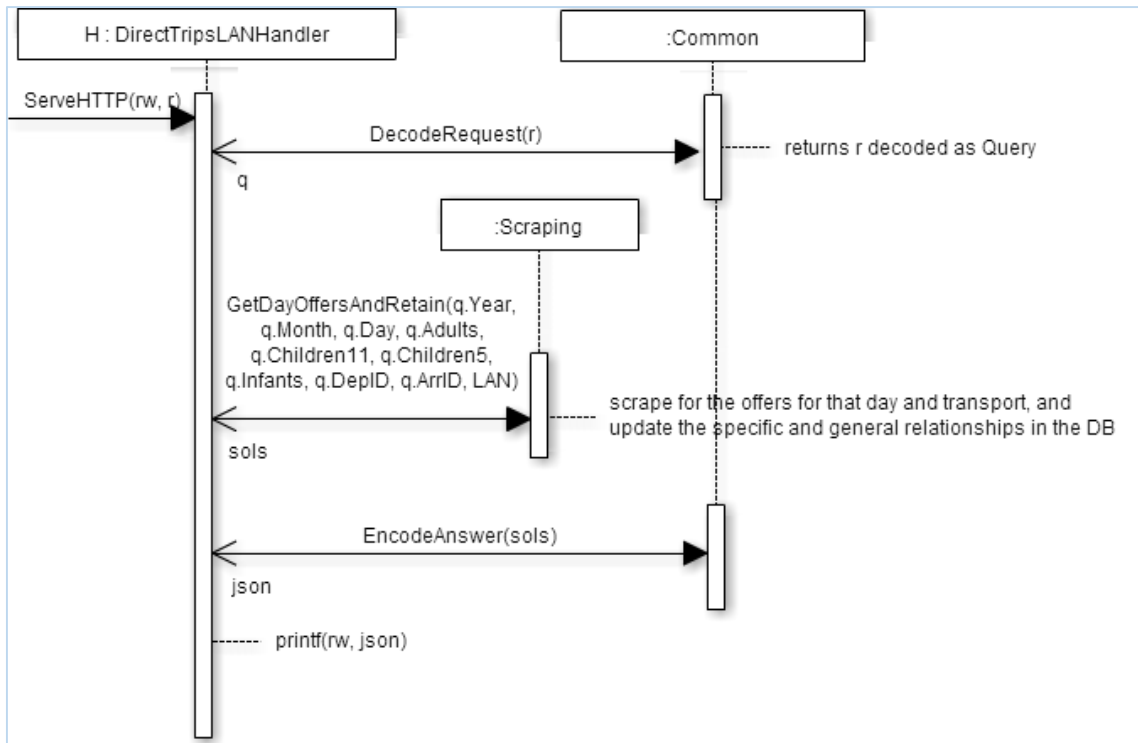 H : DirectTripsLANHandler
:Common
ServeHTTP(rw, r)
DecodeRequest(r)
returns r decoded as Query
q
:Scraping
GetDayOffersAndRetain(q.Year,
q.Month, q.Day, q.Adults,
q.Children11, q.Children5,
q.Infants, q.DepID, q.ArrID, LAN)
scrape for the offers for that day and transport, and
update the specific and general relationships in the DB
sols
EncodeAnswer(sols)
json
printf(rw, json)